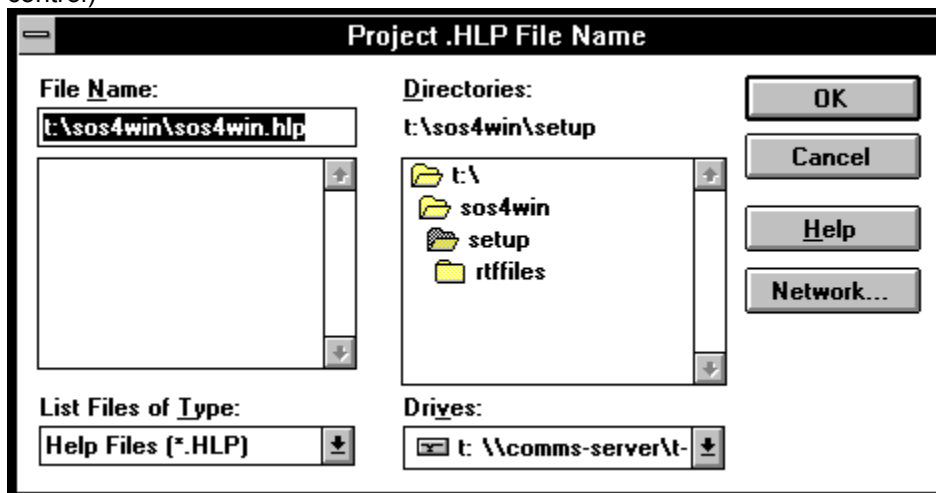 control)
Project .HLP File Name
File Name:
t:\sos4win\sos4win.hlp
List Files of Type:
Help Files (*.HLP)
Directories:
t:\sos4win\setup
t:\
sos4win
setup
rtffiles
Drives:
t: \\comms-server\t-
OK
Cancel
Help
Network...